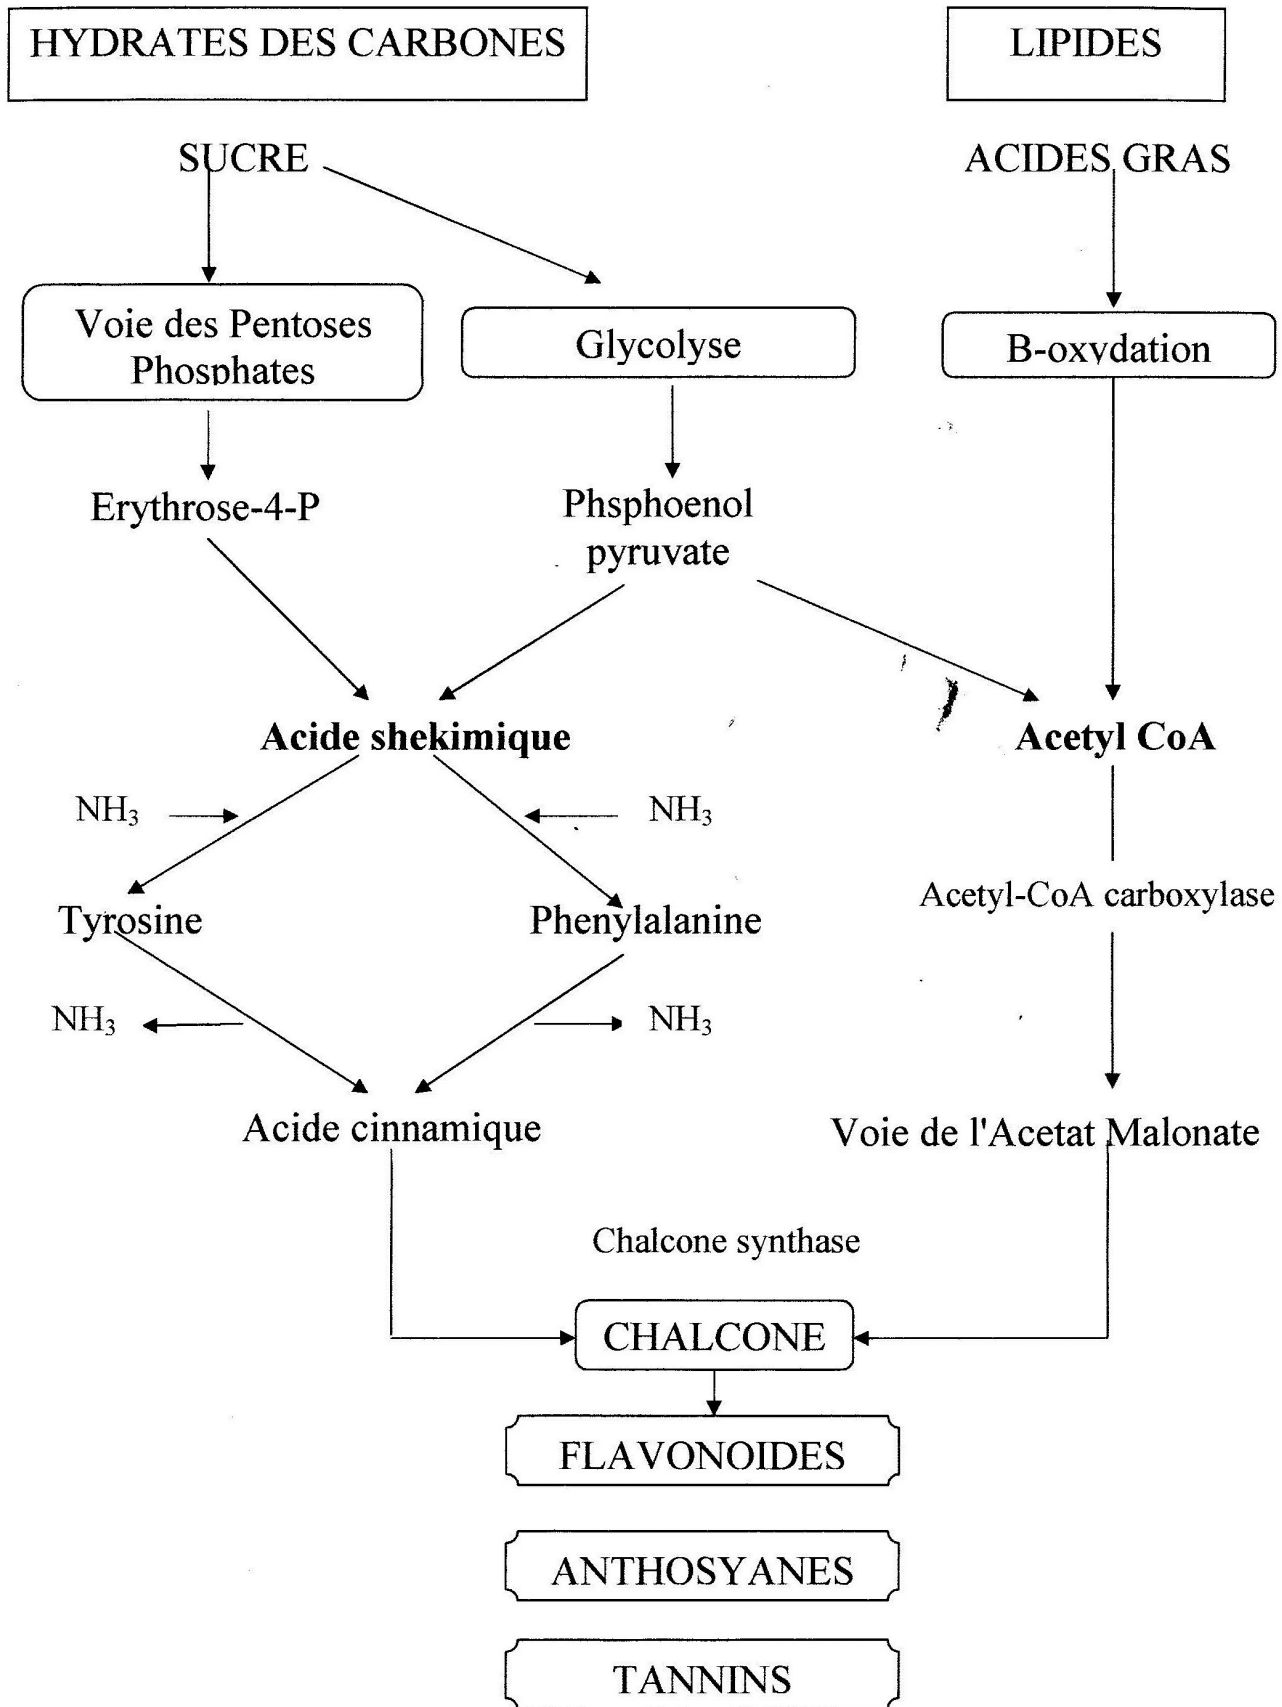 HYDRATES DES CARBONES
LIPIDES
SUCRE
ACIDES GRAS
Voie des Pentoses
Phosphates
Glycolyse
B-oxydation
Erythrose-4-P
Phsphoenol
pyruvate
Acide shekimique
Acetyl CoA
NH₃
NH₃
Acetyl-CoA carboxylase
Tyrosine
Phenylalanine
NH₃
NH₃
Acide cinnamique
Voie de l'Acetat Malonate
Chalcone synthase
CHALCONE
FLAVONOIDES
ANTHOSYANES
TANNINS